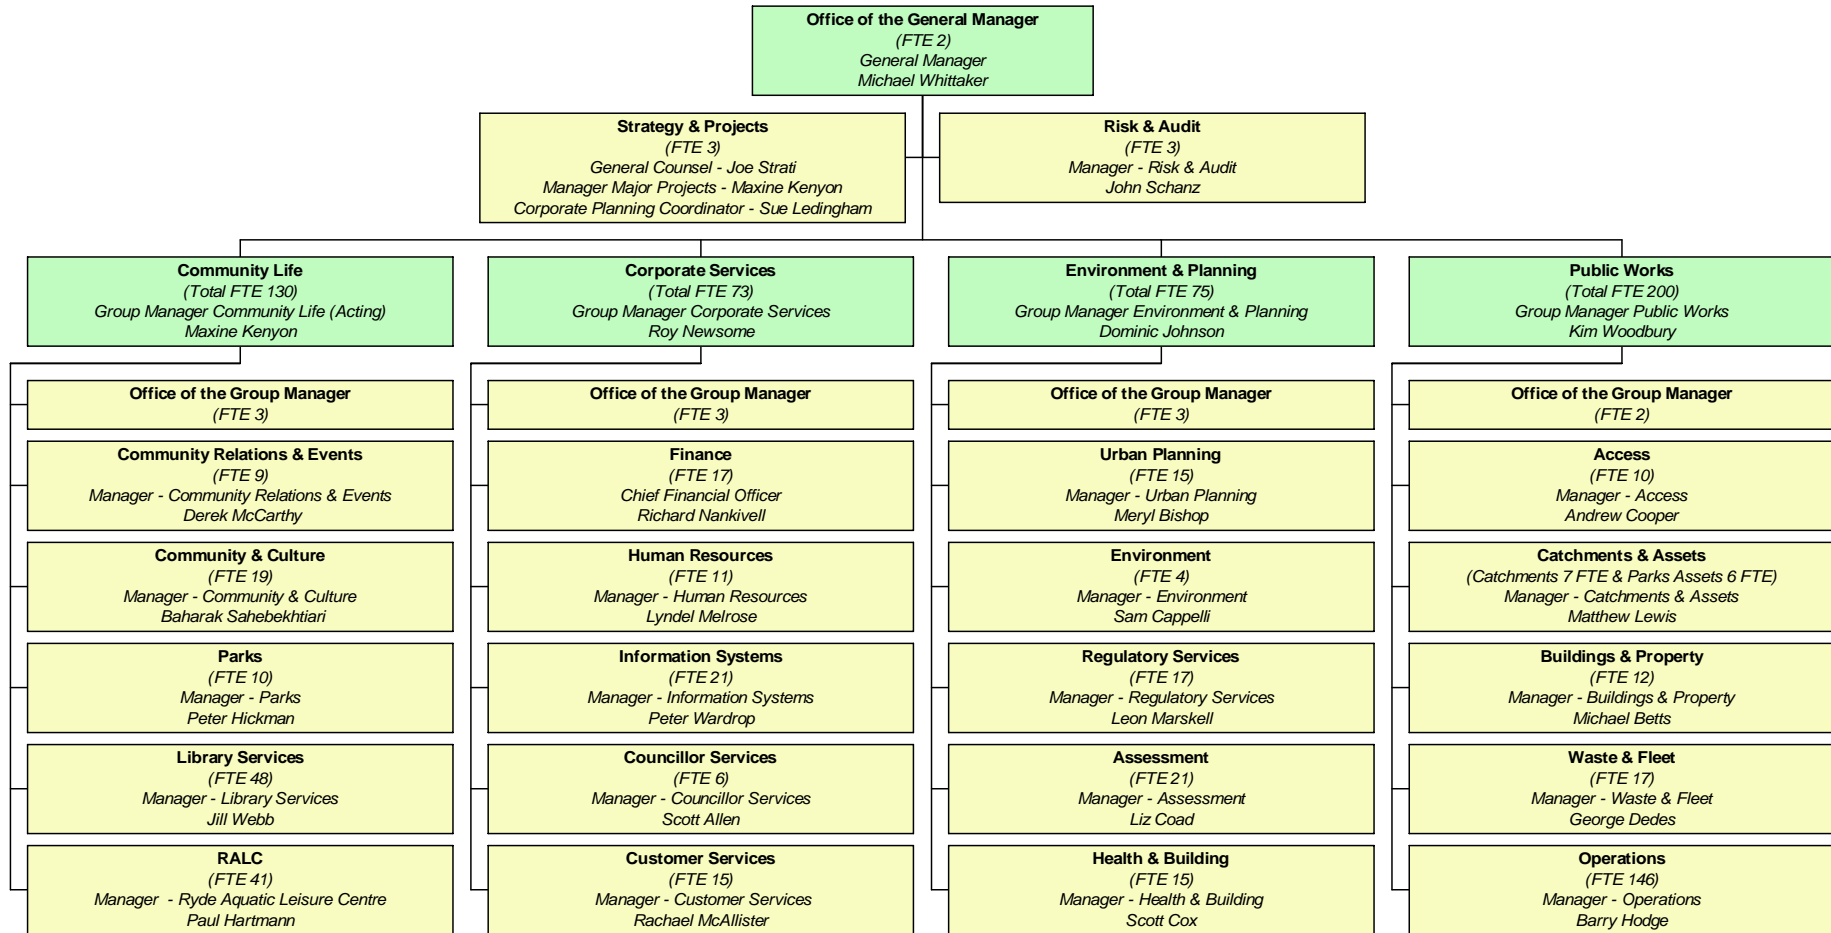 Office of the General Manager
(FTE 2)
General Manager
Michael Whittaker
Strategy & Projects
(FTE 3)
General Counsel - Joe Strati
Manager Major Projects - Maxine Kenyon
Corporate Planning Coordinator - Sue Ledingham
Risk & Audit
(FTE 3)
Manager - Risk & Audit
John Schanz
Community Life
(Total FTE 130)
Group Manager Community Life (Acting)
Maxine Kenyon
Corporate Services
(Total FTE 73)
Group Manager Corporate Services
Roy Newsome
Environment & Planning
(Total FTE 75)
Group Manager Environment & Planning
Dominic Johnson
Public Works
(Total FTE 200)
Group Manager Public Works
Kim Woodbury
Office of the Group Manager
(FTE 3)
Community Relations & Events
(FTE 9)
Manager - Community Relations & Events
Derek McCarthy
Community & Culture
(FTE 19)
Manager - Community & Culture
Baharak Sahebekhtiari
Parks
(FTE 10)
Manager - Parks
Peter Hickman
Library Services
(FTE 48)
Manager - Library Services
Jill Webb
RALC
(FTE 41)
Manager  - Ryde Aquatic Leisure Centre
Paul Hartmann
Office of the Group Manager
(FTE 3)
Finance
(FTE 17)
Chief Financial Officer
Richard Nankivell
Human Resources
(FTE 11)
Manager - Human Resources
Lyndel Melrose
Information Systems
(FTE 21)
Manager - Information Systems
Peter Wardrop
Councillor Services
(FTE 6)
Manager - Councillor Services
Scott Allen
Customer Services
(FTE 15)
Manager - Customer Services
Rachael McAllister
Office of the Group Manager
(FTE 3)
Urban Planning
(FTE 15)
Manager - Urban Planning
Meryl Bishop
Environment
(FTE 4)
Manager - Environment
Sam Cappelli
Regulatory Services
(FTE 17)
Manager - Regulatory Services
Leon Marskell
Assessment
(FTE 21)
Manager - Assessment
Liz Coad
Health & Building
(FTE 15)
Manager - Health & Building
Scott Cox
Office of the Group Manager
(FTE 2)
Access
(FTE 10)
Manager - Access
Andrew Cooper
Catchments & Assets
(Catchments 7 FTE & Parks Assets 6 FTE)
Manager - Catchments & Assets
Matthew Lewis
Buildings & Property
(FTE 12)
Manager - Buildings & Property
Michael Betts
Waste & Fleet
(FTE 17)
Manager - Waste & Fleet
George Dedes
Operations
(FTE 146)
Manager - Operations
Barry Hodge